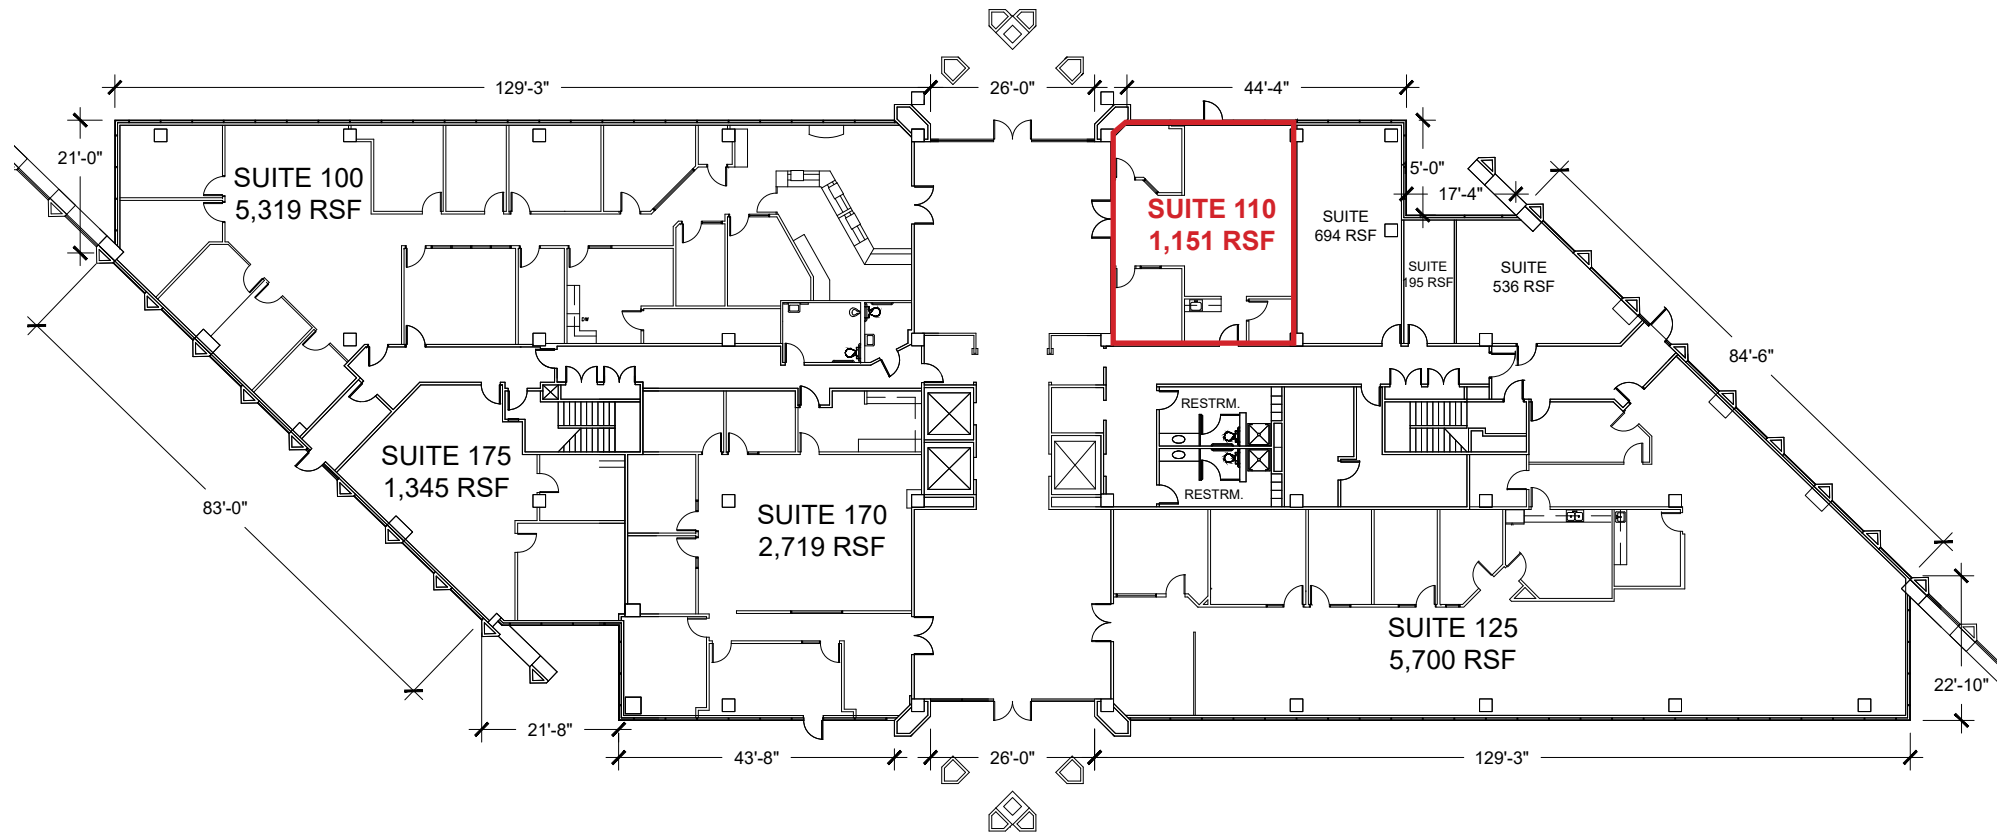 129'-3"
26'-0"
44'-4"
21'-0"
5'-0"
17'-4"
SUITE 100
5,319 RSF
SUITE 110
1,151 RSF
SUITE
694 RSF
SUITE
195 RSF
SUITE
536 RSF
DW
84'-6"
RESTRM.
RESTRM.
SUITE 175
1,345 RSF
83'-0"
SUITE 170
2,719 RSF
SUITE 125
5,700 RSF
22'-10"
21'-8"
43'-8"
26'-0"
129'-3"